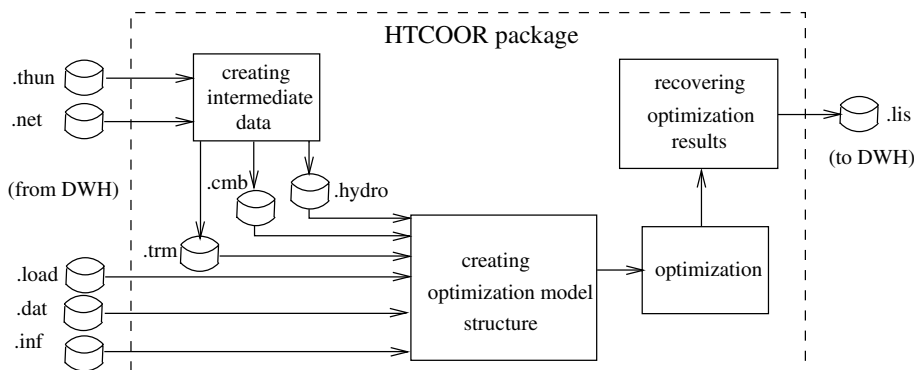 HTCOOR package
.thun
.net
(from DWH)
.load
.dat
.inf
creating
intermediate
data
.cmb
.hydro
.trm
creating
optimization model
structure
optimization
recovering
optimization
results
.lis
(to DWH)